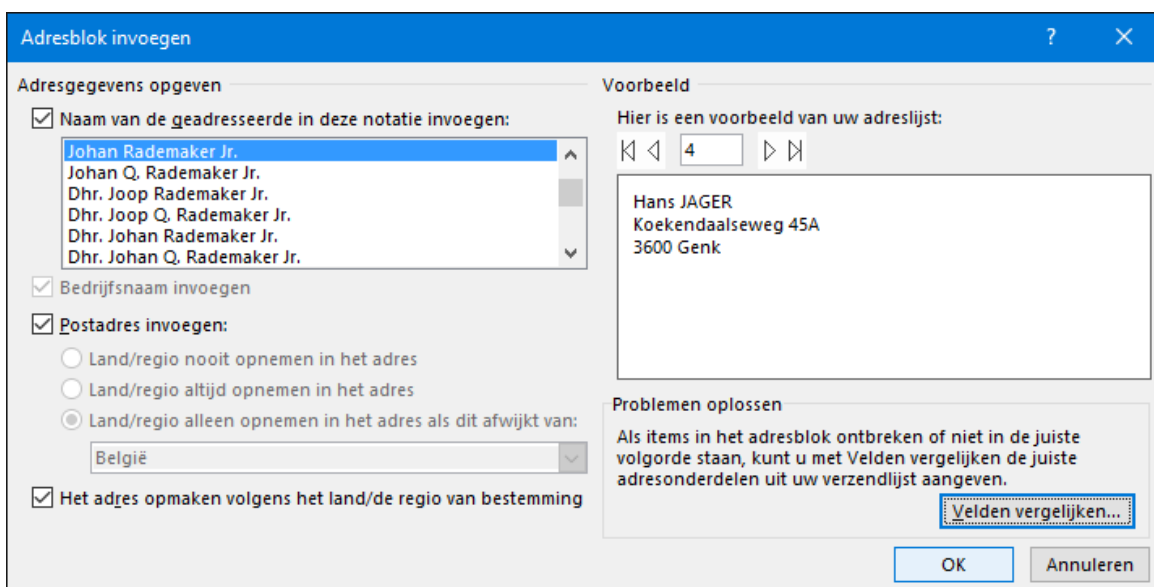 Adresblok invoegen
?
Adresgegevens opgeven
Naam van de geadresseerde in deze notatie invoegen:
Johan Rademaker Jr.
Johan Q. Rademaker Jr.
Dhr. Joop Rademaker Jr.
Dhr. Joop Q. Rademaker Jr.
Dhr. Johan Rademaker Jr.
Dhr. Johan Q. Rademaker Jr.
Bedrijfsnaam invoegen
Postadres invoegen:
Land/regio nooit opnemen in het adres
Land/regio altijd opnemen in het adres
Land/regio alleen opnemen in het adres als dit afwijkt van:
België
Het adres opmaken volgens het land/de regio van bestemming
Voorbeeld
Hier is een voorbeeld van uw adreslijst:
4
Hans JAGER
Koekendaalseweg 45A
3600 Genk
Problemen oplossen
Als items in het adresblok ontbreken of niet in de juiste
volgorde staan, kunt u met Velden vergelijken de juiste
adresonderdelen uit uw verzendlijst aangeven.
Velden vergelijken...
OK
Annuleren